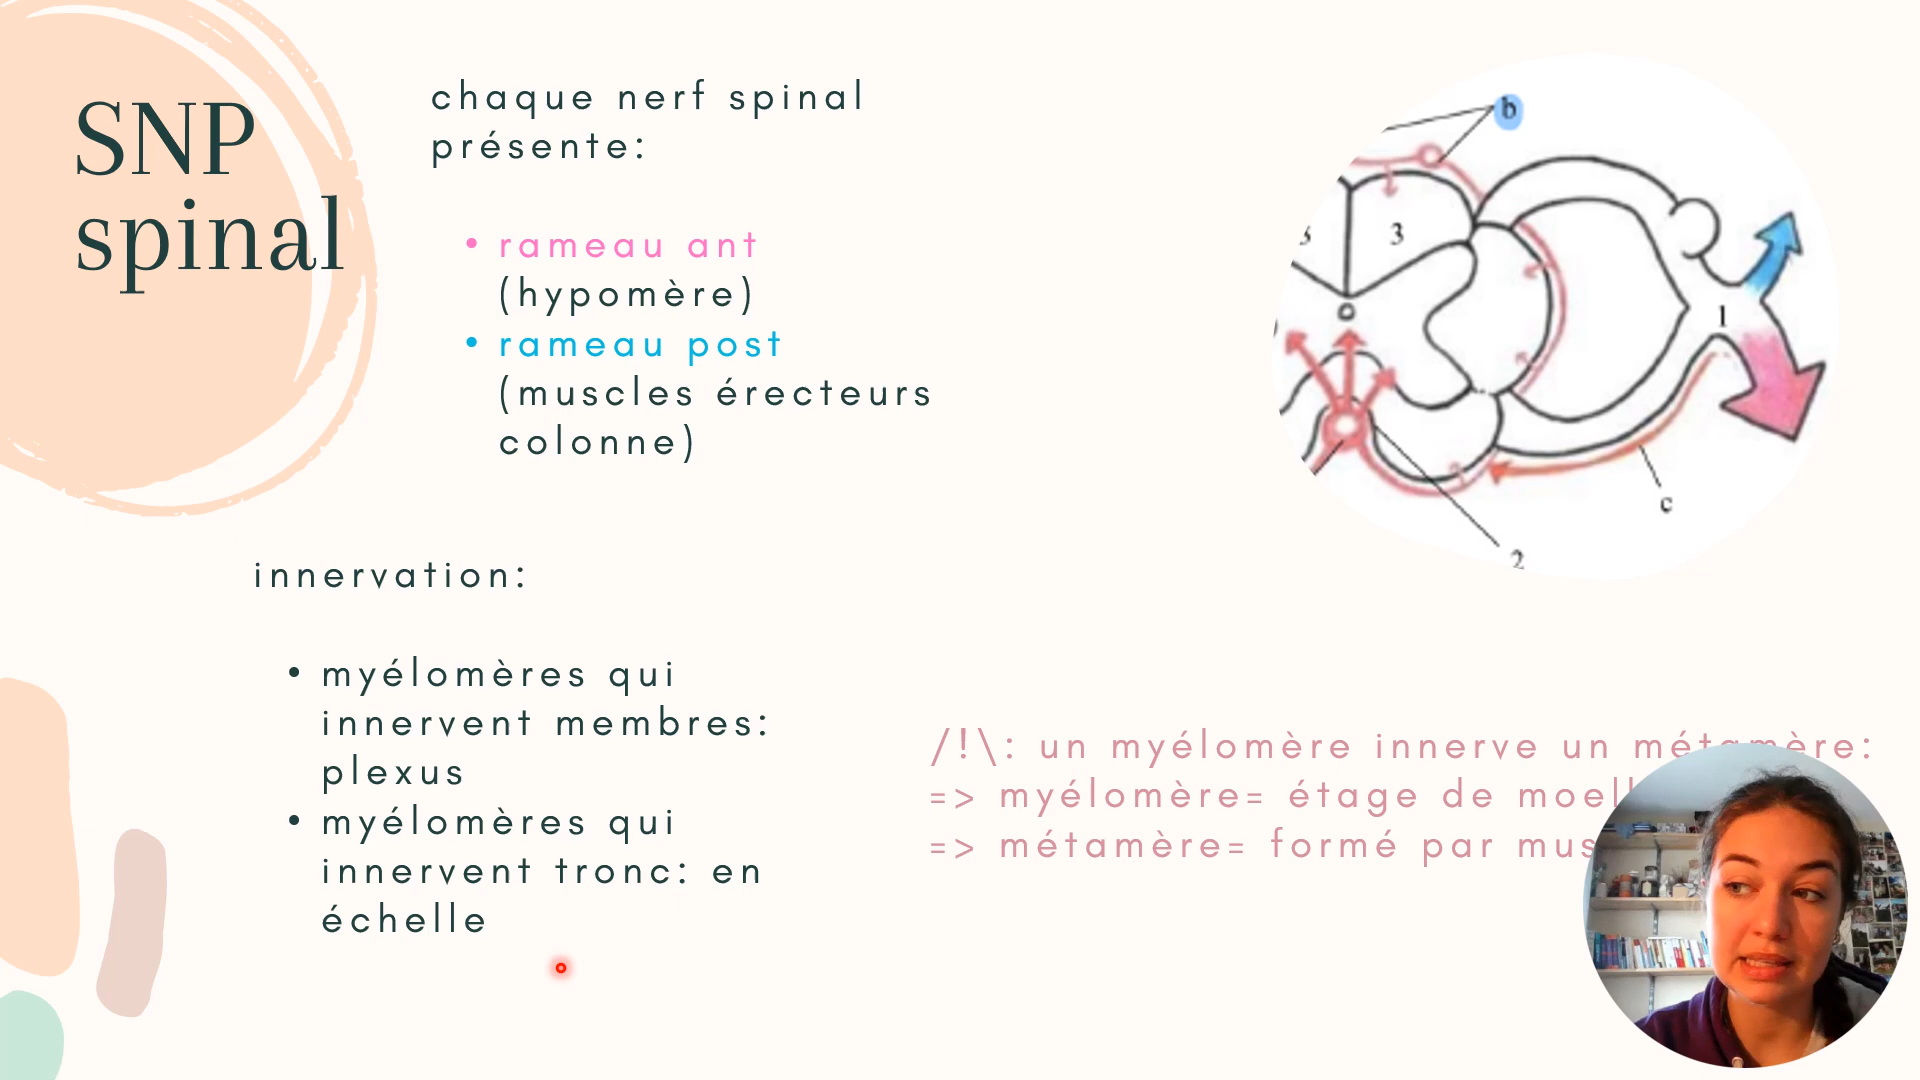 SNP
spinal
chaque nerf spinal
présente:
• rameau ant
(hypomère)
• rameau post
(muscles érecteurs
colonne)
b
3
1
c
2
innervation:
• myélomères qui
innervent membres:
plexus
• myélomères qui
innervent tronc: en
échelle
/!\: un myélomère innerve un métamère:
=> myélomère= étage de
=> métamère= formé par